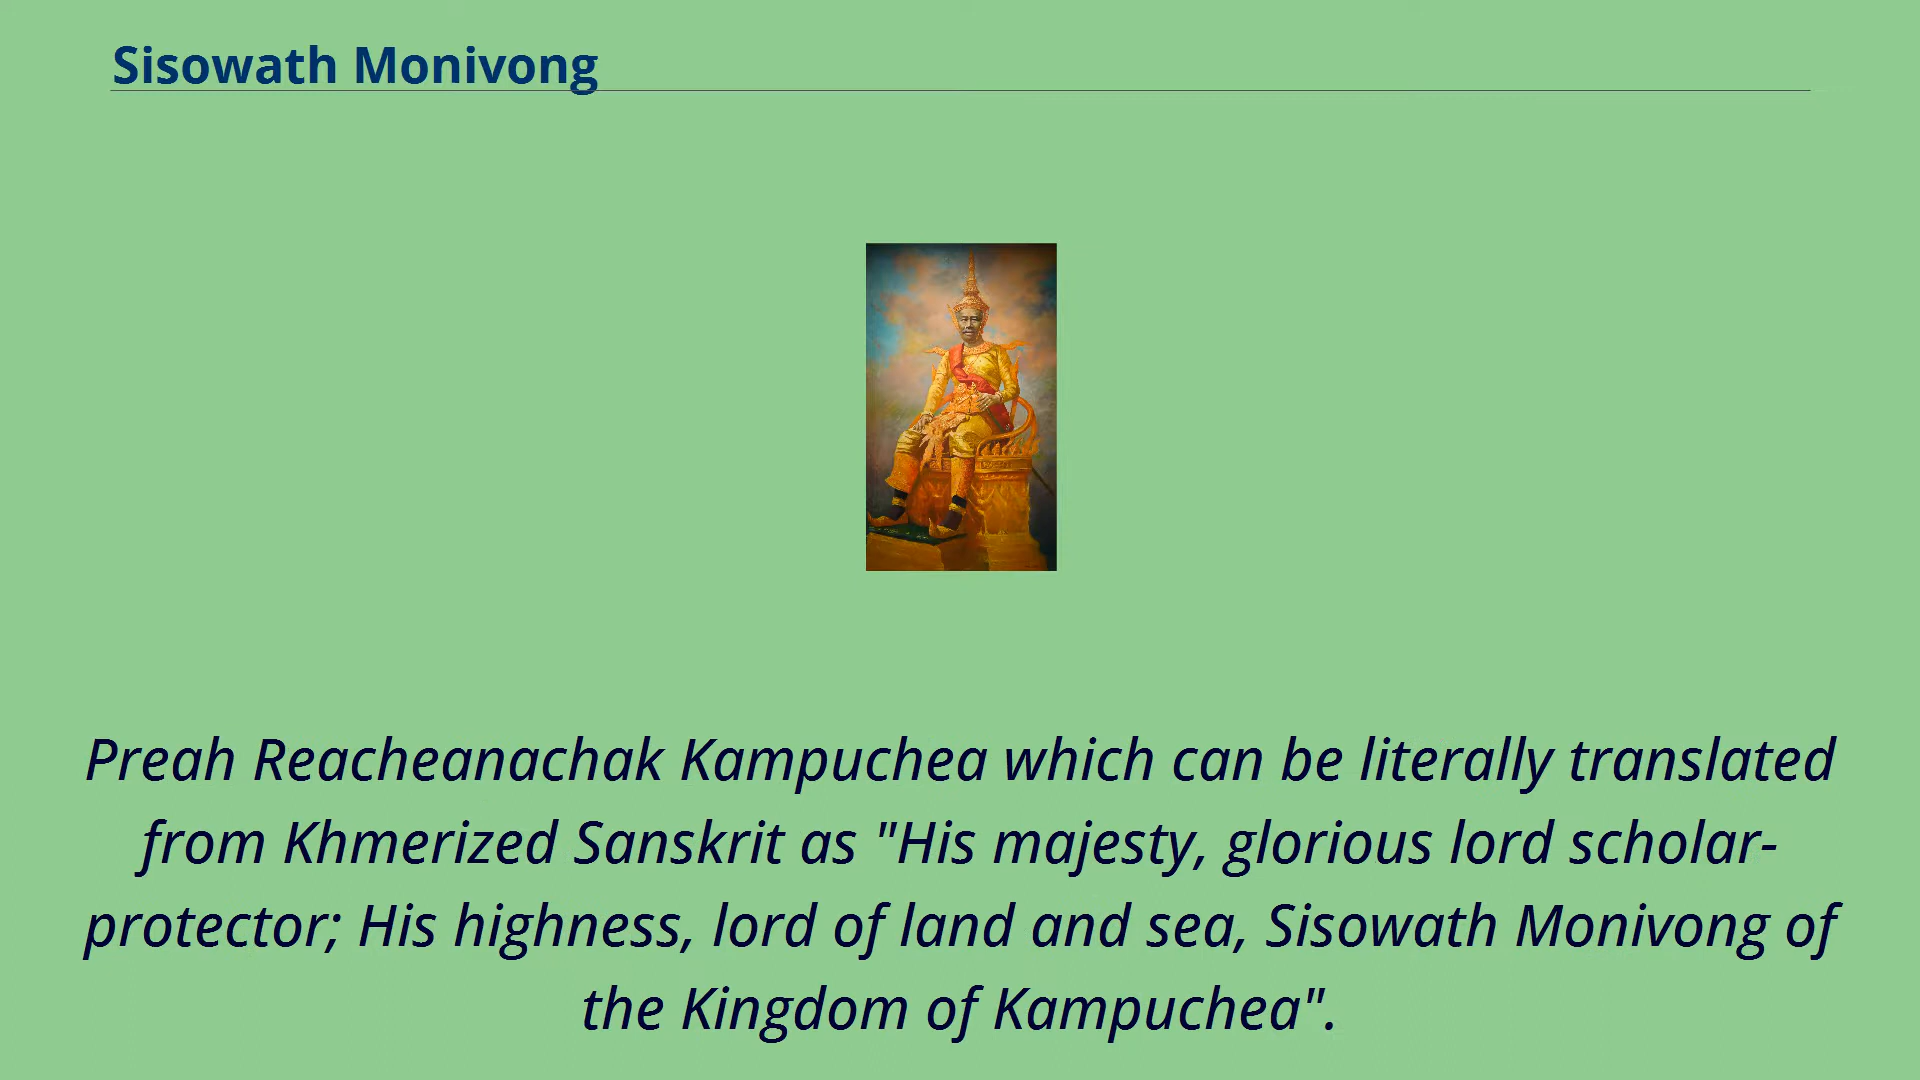 Sisowath Monivong
Preah Reacheanachak Kampuchea which can be literally translated
from Khmerized Sanskrit as "His majesty, glorious lord scholar-
protector; His highness, lord of land and sea, Sisowath Monivong of
the Kingdom of Kampuchea".